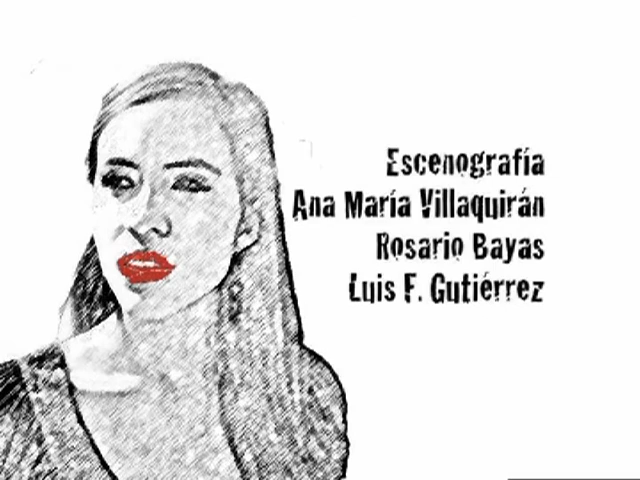 Escenografía
Ana María Villaquirán
Rosario Bayas
Luis F. Gutiérrez